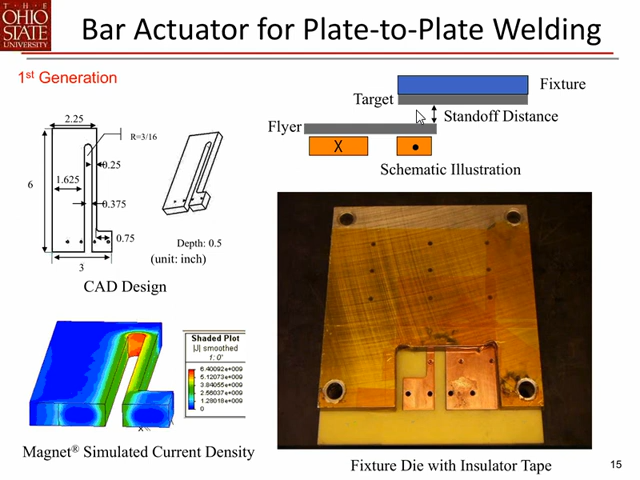 THE
OHIO
STATE
UNIVERSITY
Bar Actuator for Plate-to-Plate Welding
1st Generation
2.25
R=3/16
0.25
6
1.625
0.375
0.75
3
Depth: 0.5
(unit: inch)
CAD Design
Fixture
Target
Standoff Distance
Flyer
X
Schematic Illustration
Shaded Plot
|J| smoothed
f: 0°
6.40092e+009
5.12073e+009
3.84055e+009
2.56037e+009
1.28018e+009
0
X
Magnet® Simulated Current Density
Fixture Die with Insulator Tape
15